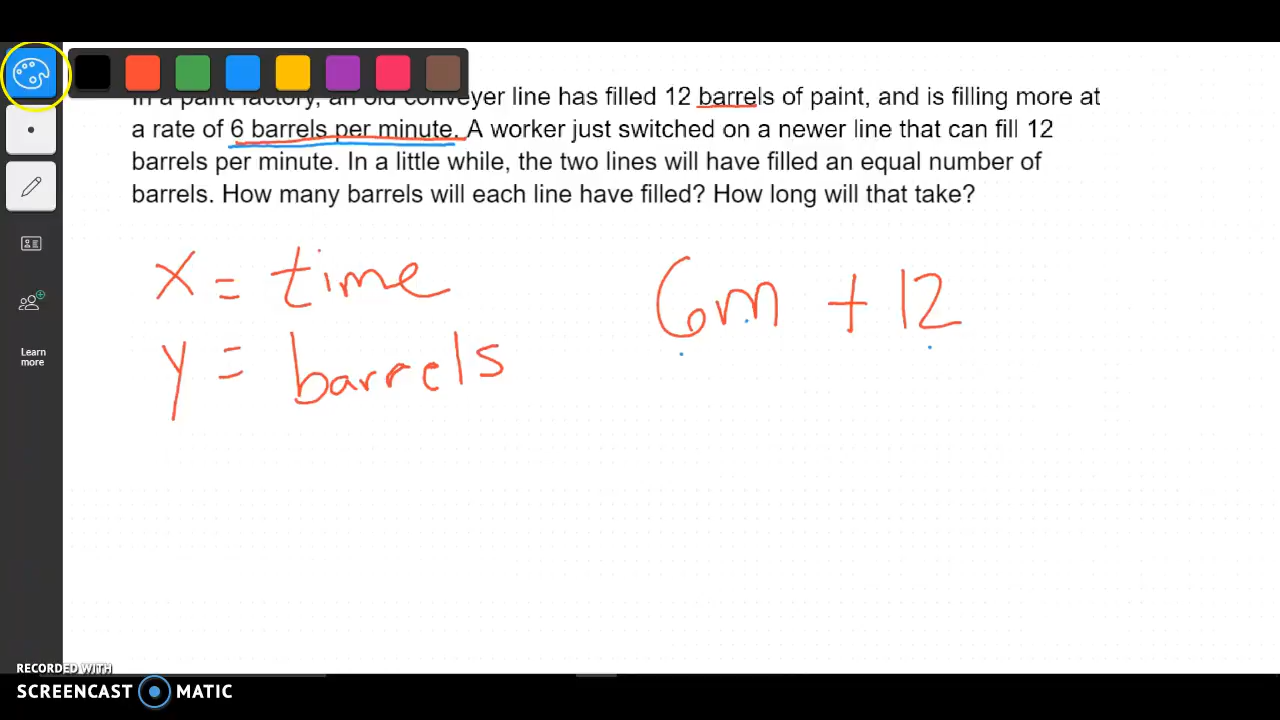 In a paint factory, an old conveyer line has filled 12 barrels of paint, and is filling more at
a rate of 6 barrels per minute. A worker just switched on a newer line that can fill 12
barrels per minute. In a little while, the two lines will have filled an equal number of
barrels. How many barrels will each line have filled? How long will that take?
x = time
6m + 12
y = barrels
Learn
more
RECORDED WITH
SCREENCAST MATIC